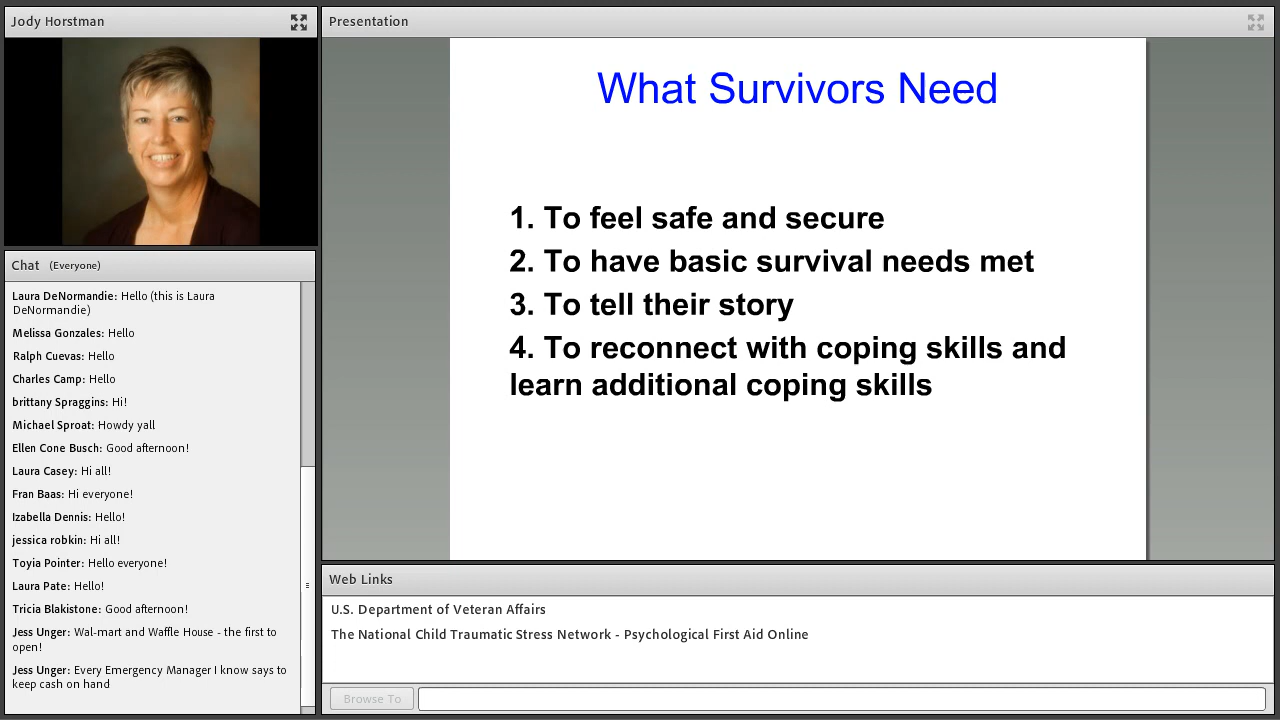 Jody Horstman
Presentation
What Survivors Need
1. To feel safe and secure
2. To have basic survival needs met
3. To tell their story
4. To reconnect with coping skills and
learn additional coping skills
Chat (Everyone)
Laura DeNormandie: Hello (this is Laura
DeNormandie)
Melissa Gonzales: Hello
Ralph Cuevas: Hello
Charles Camp: Hello
brittany Spraggins: Hi!
Michael Sproat: Howdy yall
Ellen Cone Busch: Good afternoon!
Laura Casey: Hi all!
Fran Baas: Hi everyone!
Izabella Dennis: Hello!
jessica robkin: Hi all!
Toyia Pointer: Hello everyone!
Laura Pate: Hello!
Tricia Blakistone: Good afternoon!
Jess Unger: Wal-mart and Waffle House - the first to
open!
Jess Unger: Every Emergency Manager I know says to
keep cash on hand
Web Links
U.S. Department of Veteran Affairs
The National Child Traumatic Stress Network - Psychological First Aid Online
Browse To